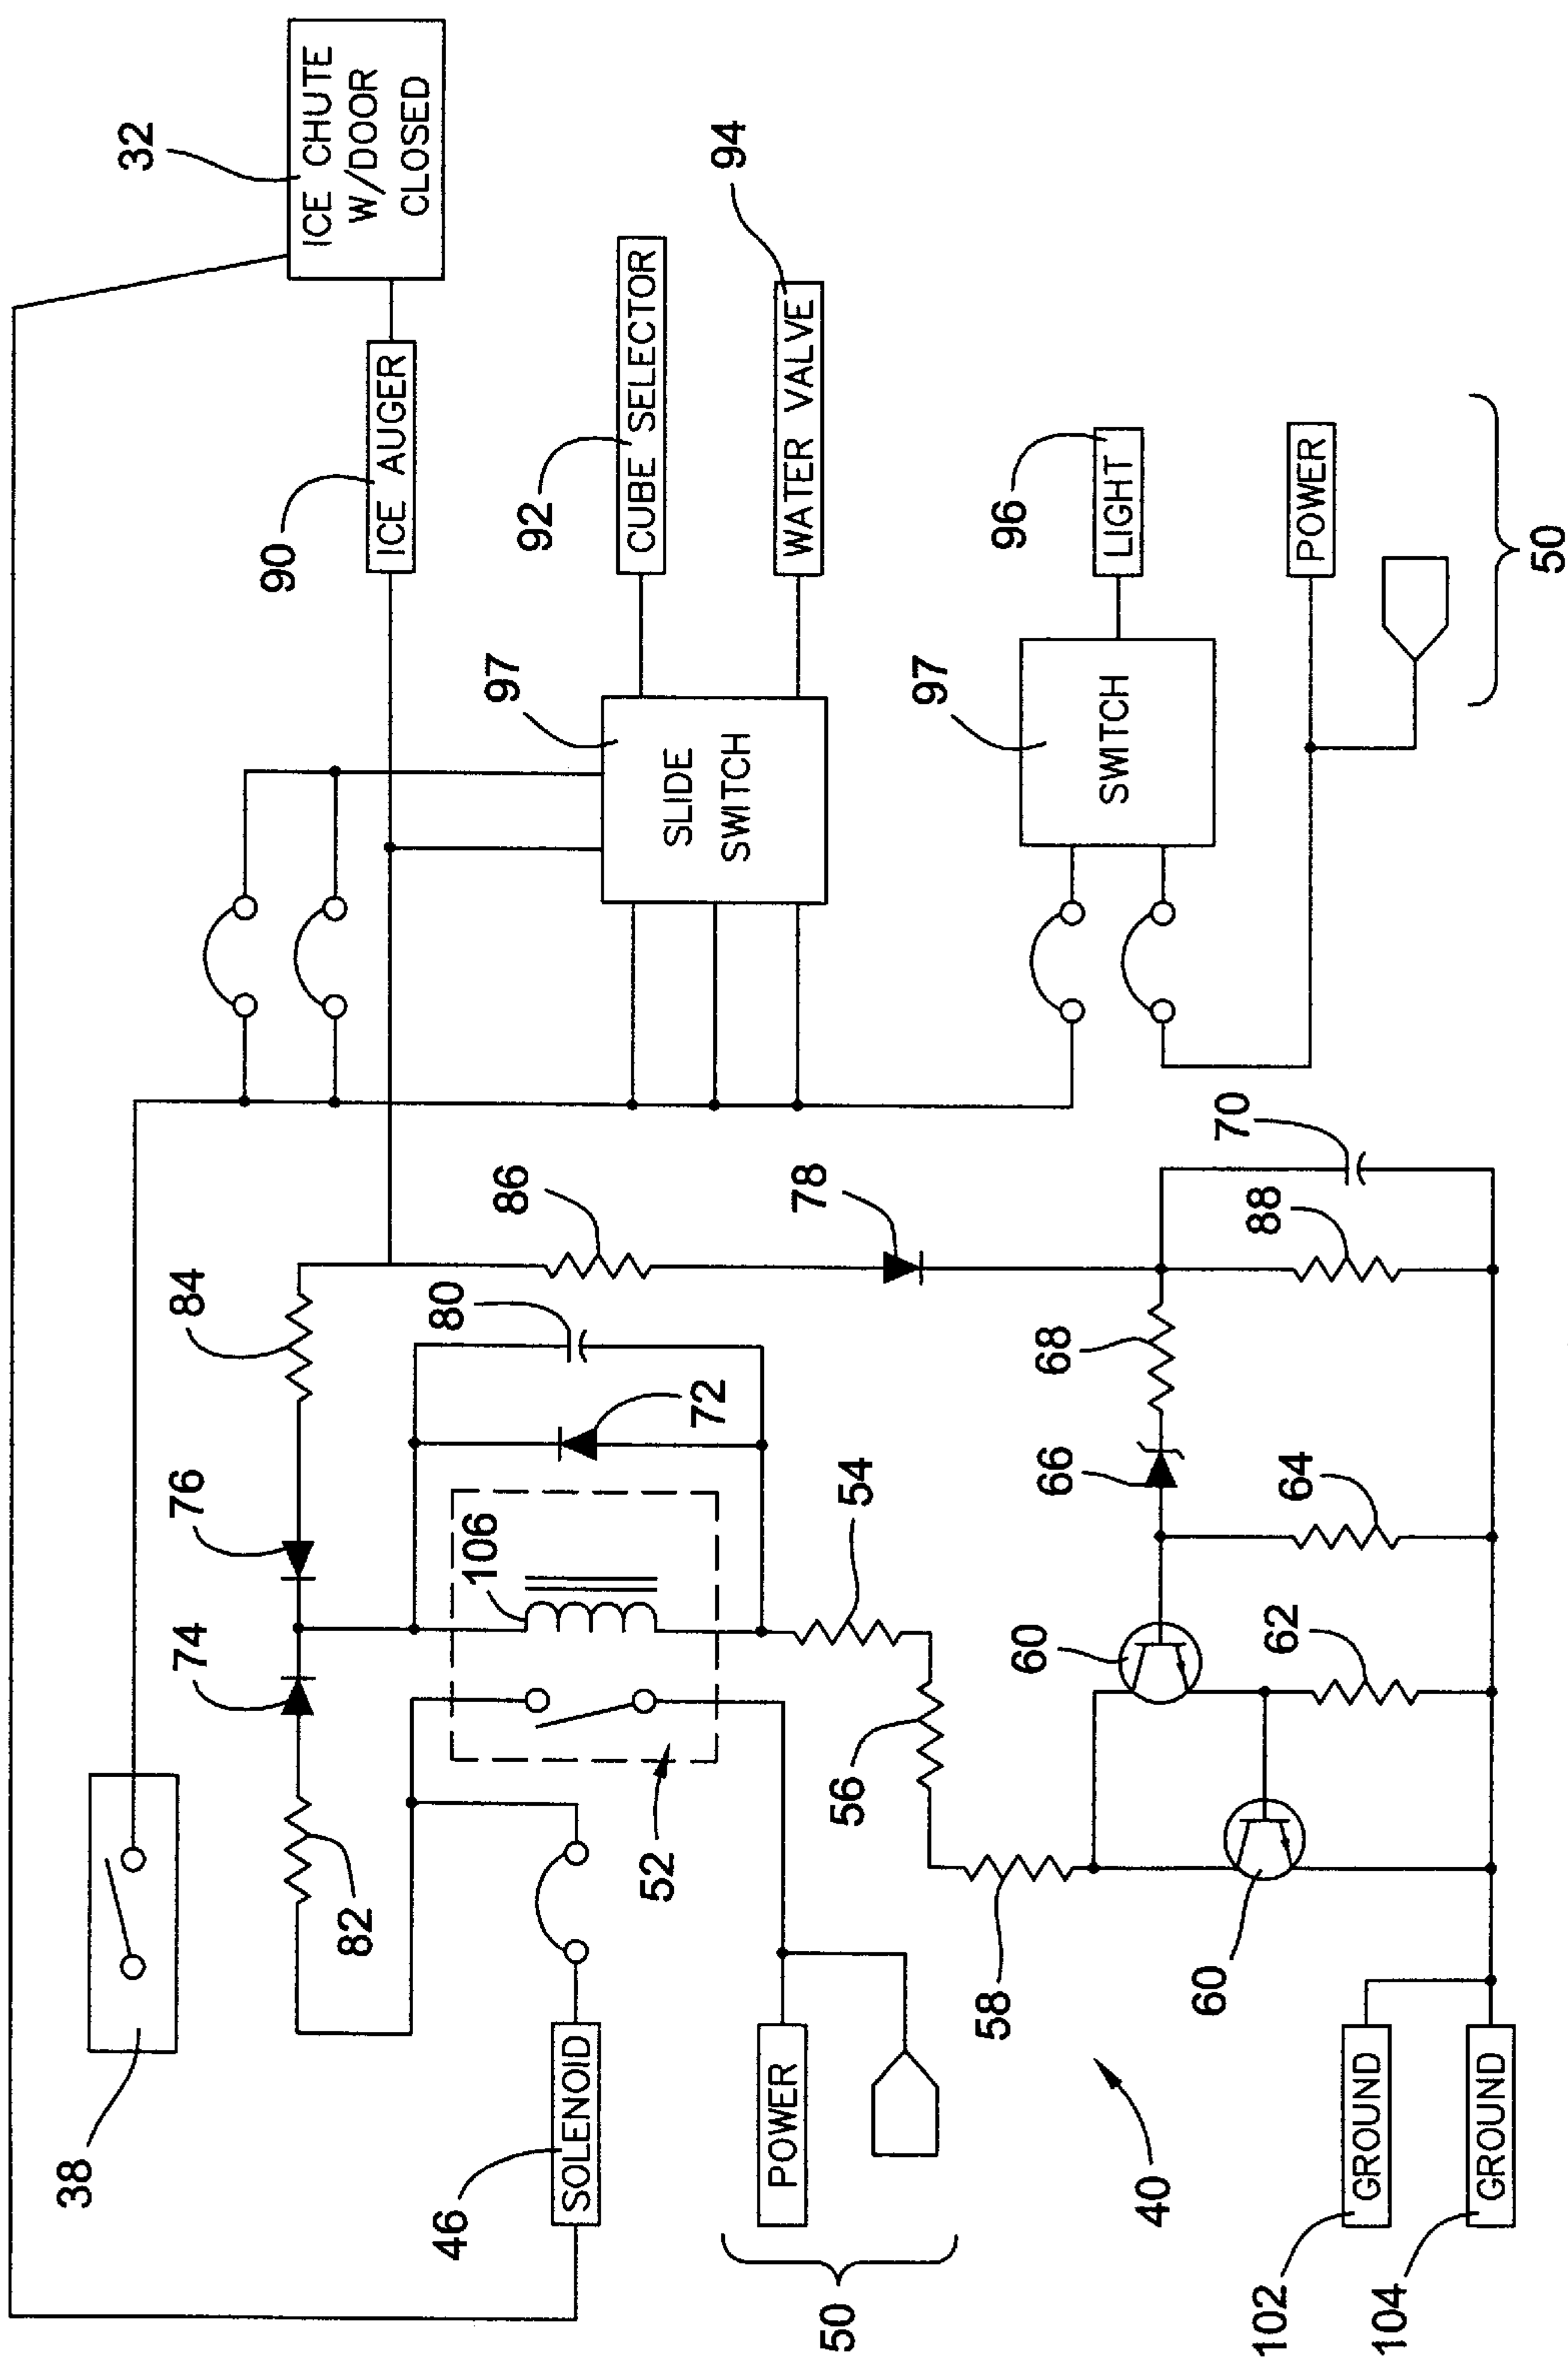 32
ICE CHUTE
W/DOOR
CLOSED
90
ICE AUGER
92
CUBE SELECTOR
94
WATER VALVE
97
SLIDE
SWITCH
97
SWITCH
96
LIGHT
POWER
50
38
84
76
74
82
86
78
80
72
106
52
54
56
58
70
88
68
66
64
60
62
60
46
SOLENOID
POWER
50
40
102
GROUND
104
GROUND